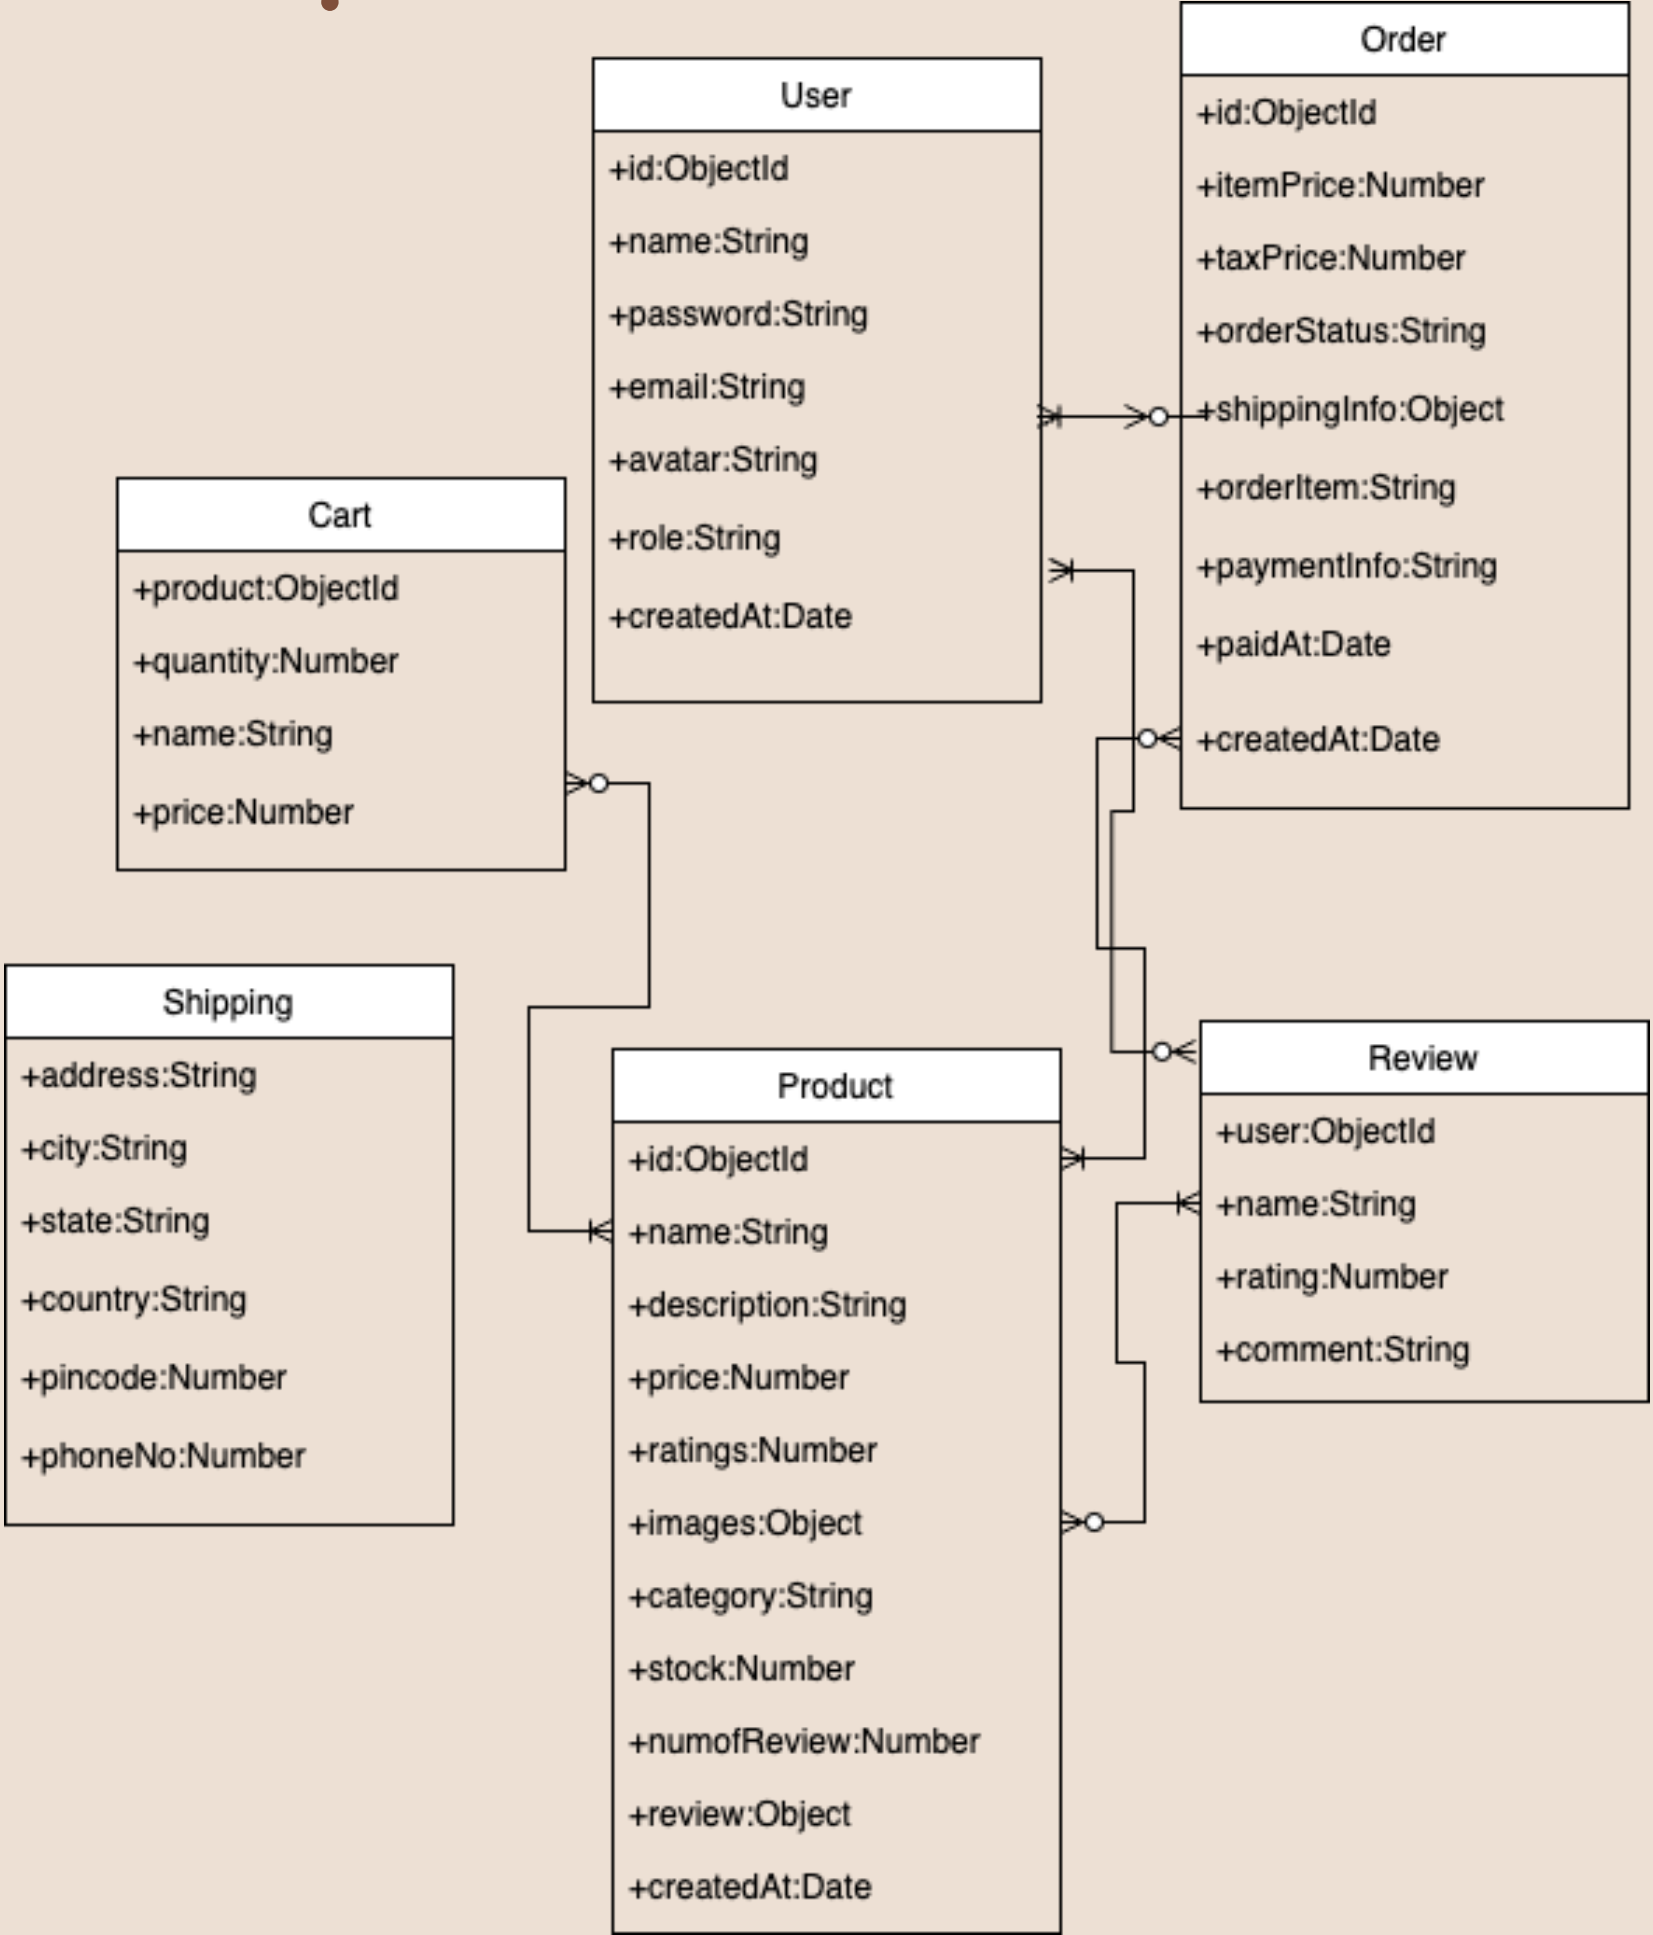 User
+id:ObjectId
+name:String
+password:String
+email:String
+avatar:String
+role:String
+createdAt:Date
Order
+id:ObjectId
+itemPrice:Number
+taxPrice:Number
+orderStatus:String
+shippingInfo:Object
+orderItem:String
+paymentInfo:String
+paidAt:Date
+createdAt:Date
Cart
+product:ObjectId
+quantity:Number
+name:String
+price:Number
Shipping
+address:String
+city:String
+state:String
+country:String
+pincode:Number
+phoneNo:Number
Product
+id:ObjectId
+name:String
+description:String
+price:Number
+ratings:Number
+images:Object
+category:String
+stock:Number
+numofReview:Number
+review:Object
+createdAt:Date
Review
+user:ObjectId
+name:String
+rating:Number
+comment:String